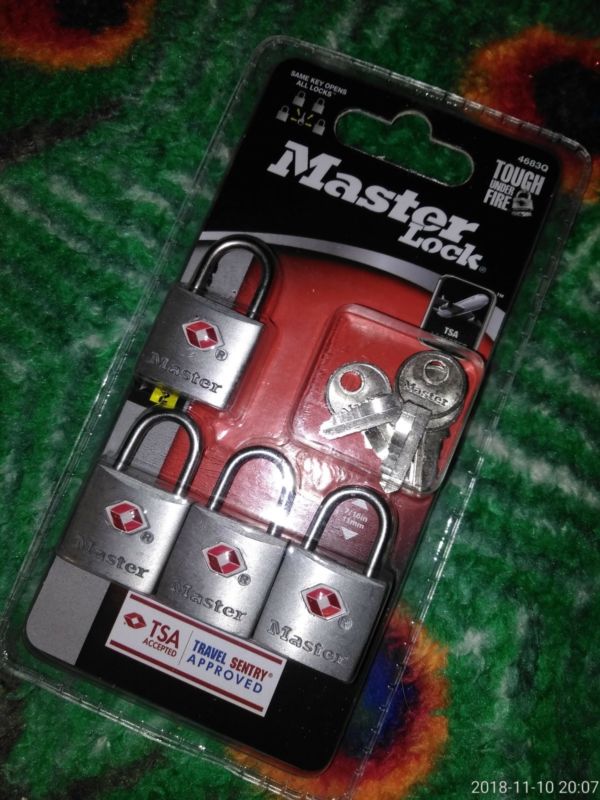 SAME KEY OPENS
ALL LOCKS
4683Q
TOUGH
UNDER
FIRE
Master
Lock®
TSA
® Master
Master
7/16in
11mm
® Master
® Master
® Master
TSA
ACCEPTED
TRAVEL SENTRY®
APPROVED
2018-11-10 20:07